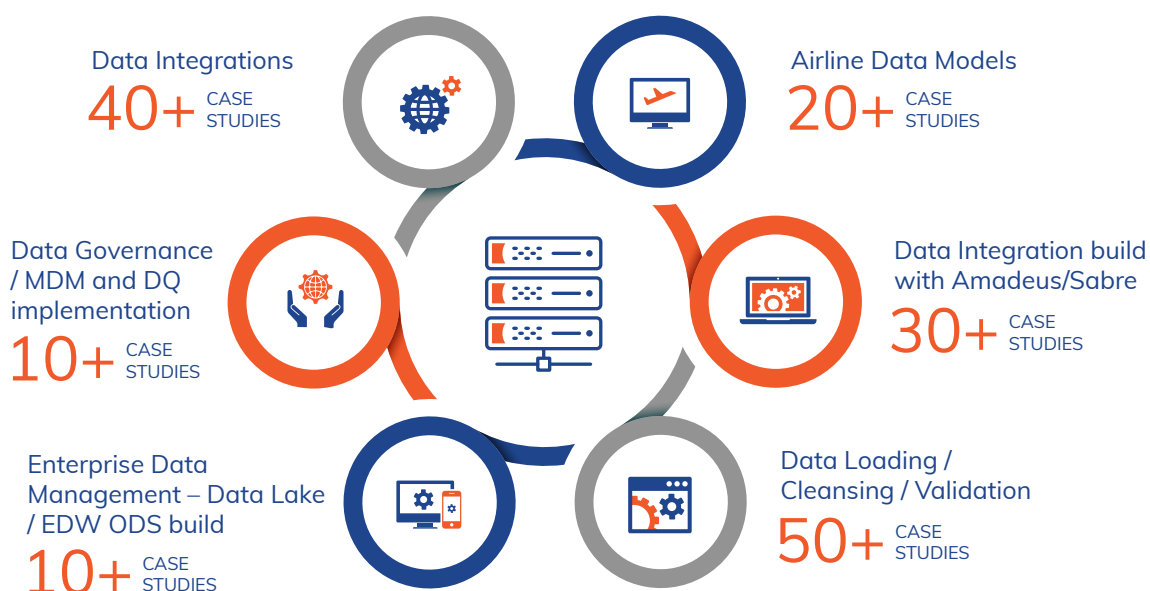 Data Integrations
40+ CASE
STUDIES
Airline Data Models
20+ CASE
STUDIES
Data Governance
/ MDM and DQ
implementation
10+ CASE
STUDIES
Data Integration build
with Amadeus/Sabre
30+ CASE
STUDIES
Enterprise Data
Management – Data Lake
/ EDW ODS build
10+ CASE
STUDIES
Data Loading /
Cleansing / Validation
50+ CASE
STUDIES